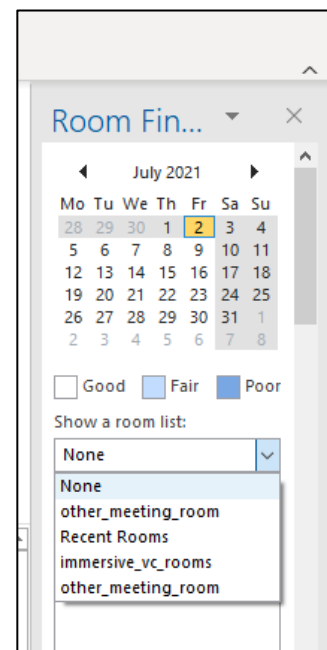 Room Fin...
July 2021
Mo Tu We Th Fr Sa Su
28 29 30 1 2 3 4
5 6 7 8 9 10 11
12 13 14 15 16 17 18
19 20 21 22 23 24 25
26 27 28 29 30 31 1
2 3 4 5 6 7 8
Good Fair Poor
Show a room list:
None
None
other_meeting_room
Recent Rooms
immersive_vc_rooms
other_meeting_room